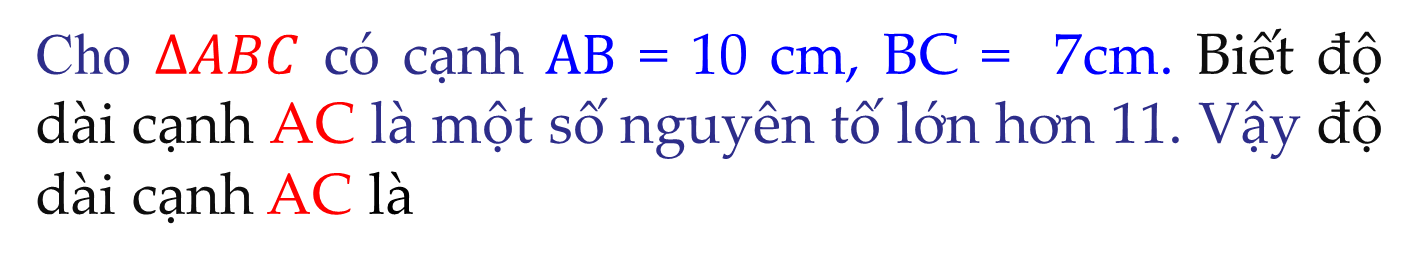 Cho ΔABC có cạnh AB = 10 cm, BC = 7cm. Biết độ
dài cạnh AC là một số nguyên tố lớn hơn 11. Vậy độ
dài cạnh AC là